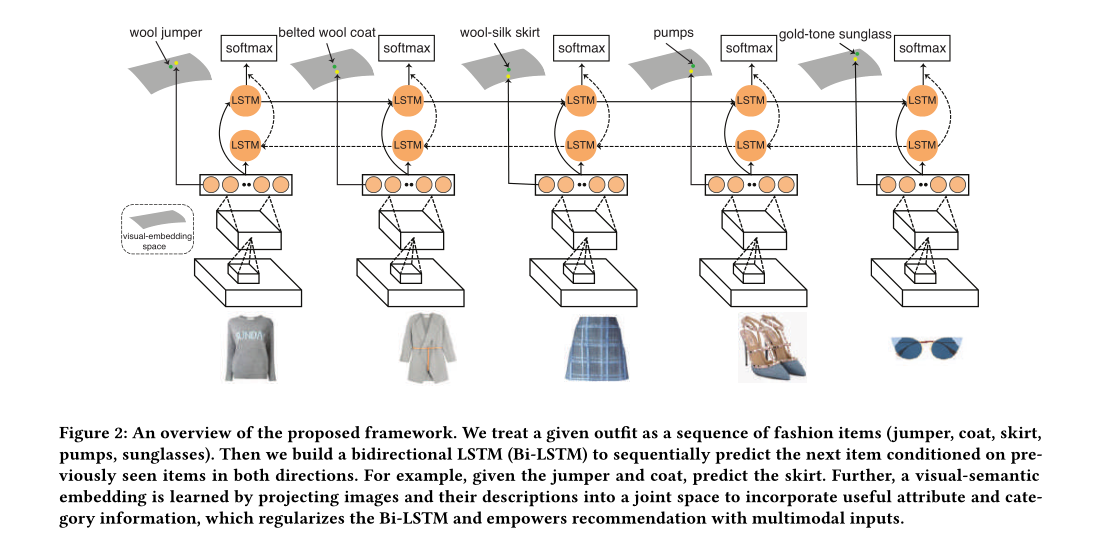 wool jumper
belted wool coat
wool-silk skirt
pumps
gold-tone sunglass
softmax
softmax
softmax
softmax
softmax
LSTM
LSTM
LSTM
LSTM
LSTM
LSTM
LSTM
LSTM
LSTM
LSTM
visual-embedding
space
SUNDAY
Figure 2: An overview of the proposed framework. We treat a given outfit as a sequence of fashion items (jumper, coat, skirt,
pumps, sunglasses). Then we build a bidirectional LSTM (Bi-LSTM) to sequentially predict the next item conditioned on pre-
viously seen items in both directions. For example, given the jumper and coat, predict the skirt. Further, a visual-semantic
embedding is learned by projecting images and their descriptions into a joint space to incorporate useful attribute and cate-
gory information, which regularizes the Bi-LSTM and empowers recommendation with multimodal inputs.